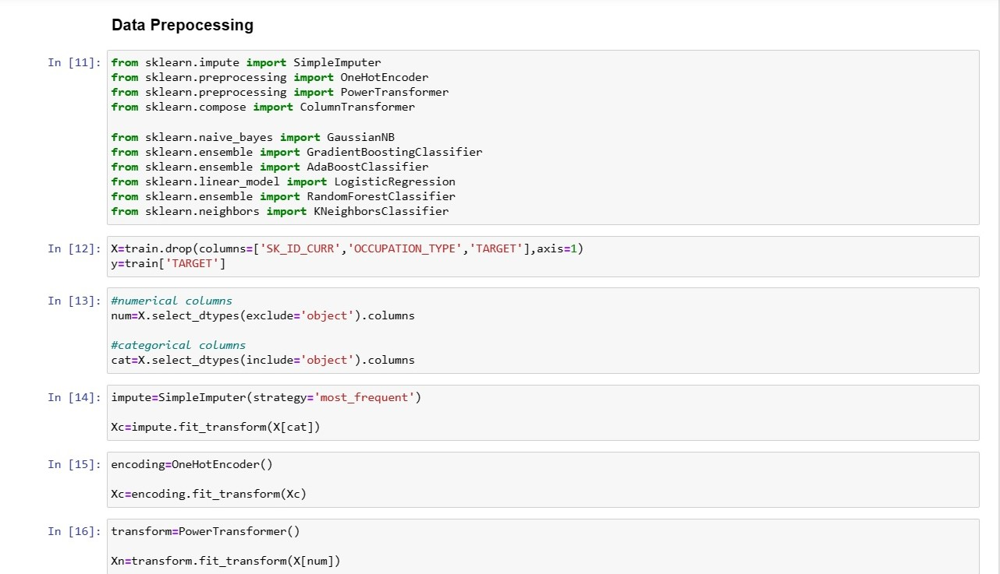 Data Prepocessing
In [11]: from sklearn.impute import SimpleImputer
from sklearn.preprocessing import OneHotEncoder
from sklearn.preprocessing import PowerTransformer
from sklearn.compose import ColumnTransformer
from sklearn.naive_bayes import GaussianNB
from sklearn.ensemble import GradientBoostingClassifier
from sklearn.ensemble import AdaBoostClassifier
from sklearn.linear_model import LogisticRegression
from sklearn.ensemble import RandomForestClassifier
from sklearn.neighbors import KNeighborsClassifier
In [12]: X=train.drop(columns=['SK_ID_CURR','OCCUPATION_TYPE','TARGET'],axis=1)
y=train['TARGET']
In [13]: #numerical columns
num=X.select_dtypes(exclude='object').columns
#categorical columns
cat=X.select_dtypes(include='object').columns
In [14]: impute=SimpleImputer(strategy='most_frequent')
Xc=impute.fit_transform(X[cat])
In [15]: encoding=OneHotEncoder()
Xc=encoding.fit_transform(Xc)
In [16]: transform=PowerTransformer()
Xn=transform.fit_transform(X[num])